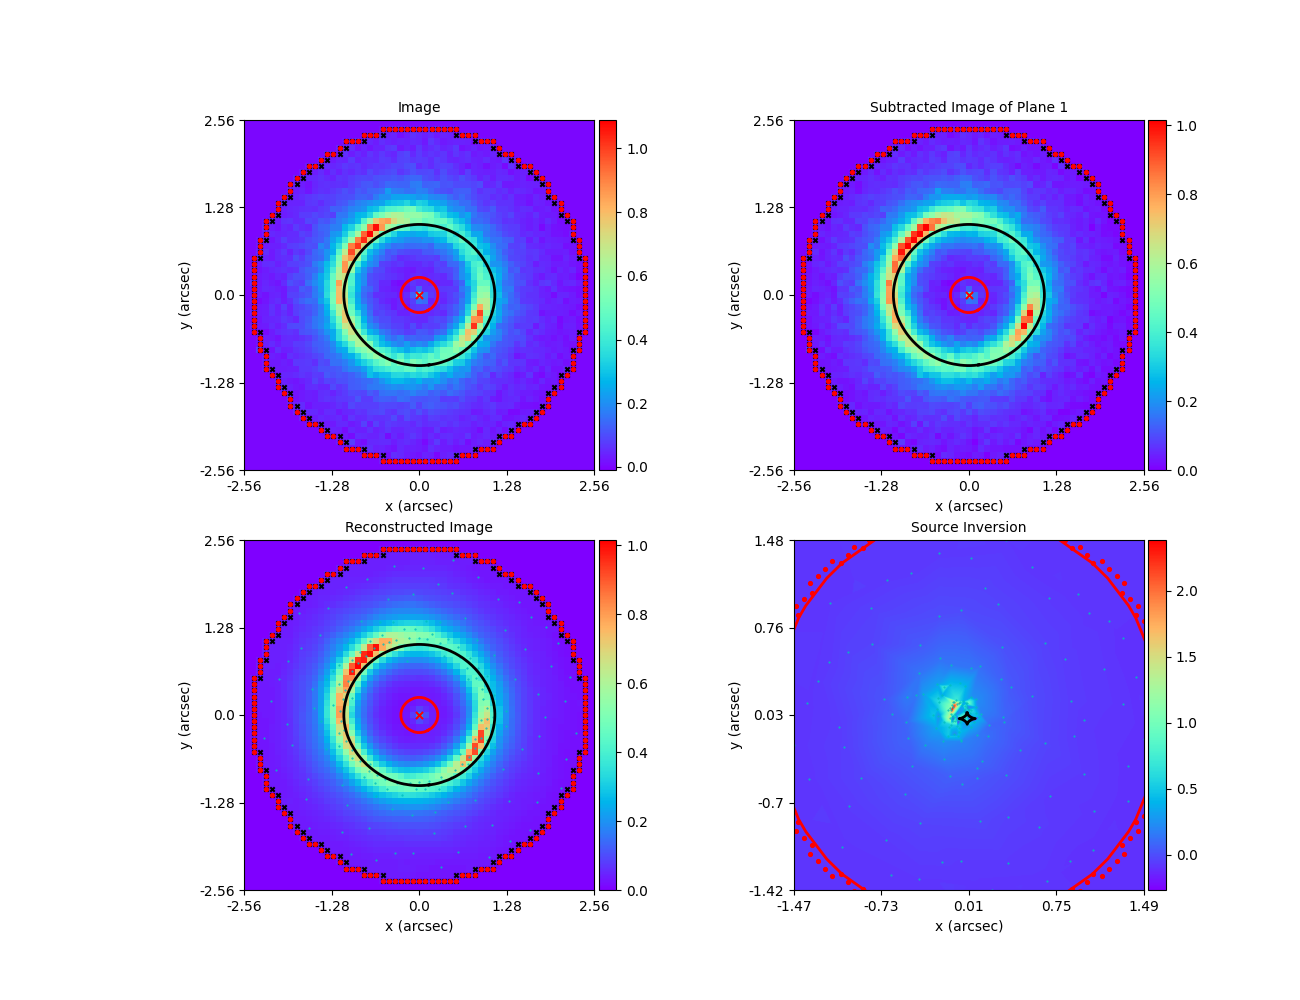 Image
2.56
1.28
0.0
-1.28
-2.56
y (arcsec)
-2.56 -1.28 0.0 1.28 2.56
x (arcsec)
1.0
0.8
0.6
0.4
0.2
0.0
Subtracted Image of Plane 1
2.56
1.28
0.0
-1.28
-2.56
y (arcsec)
-2.56 -1.28 0.0 1.28 2.56
x (arcsec)
1.0
0.8
0.6
0.4
0.2
0.0
Reconstructed Image
2.56
1.28
0.0
-1.28
-2.56
y (arcsec)
-2.56 -1.28 0.0 1.28 2.56
x (arcsec)
1.0
0.8
0.6
0.4
0.2
0.0
Source Inversion
1.48
0.76
0.03
-0.7
-1.42
y (arcsec)
-1.47 -0.73 0.01 0.75 1.49
x (arcsec)
2.0
1.5
1.0
0.5
0.0